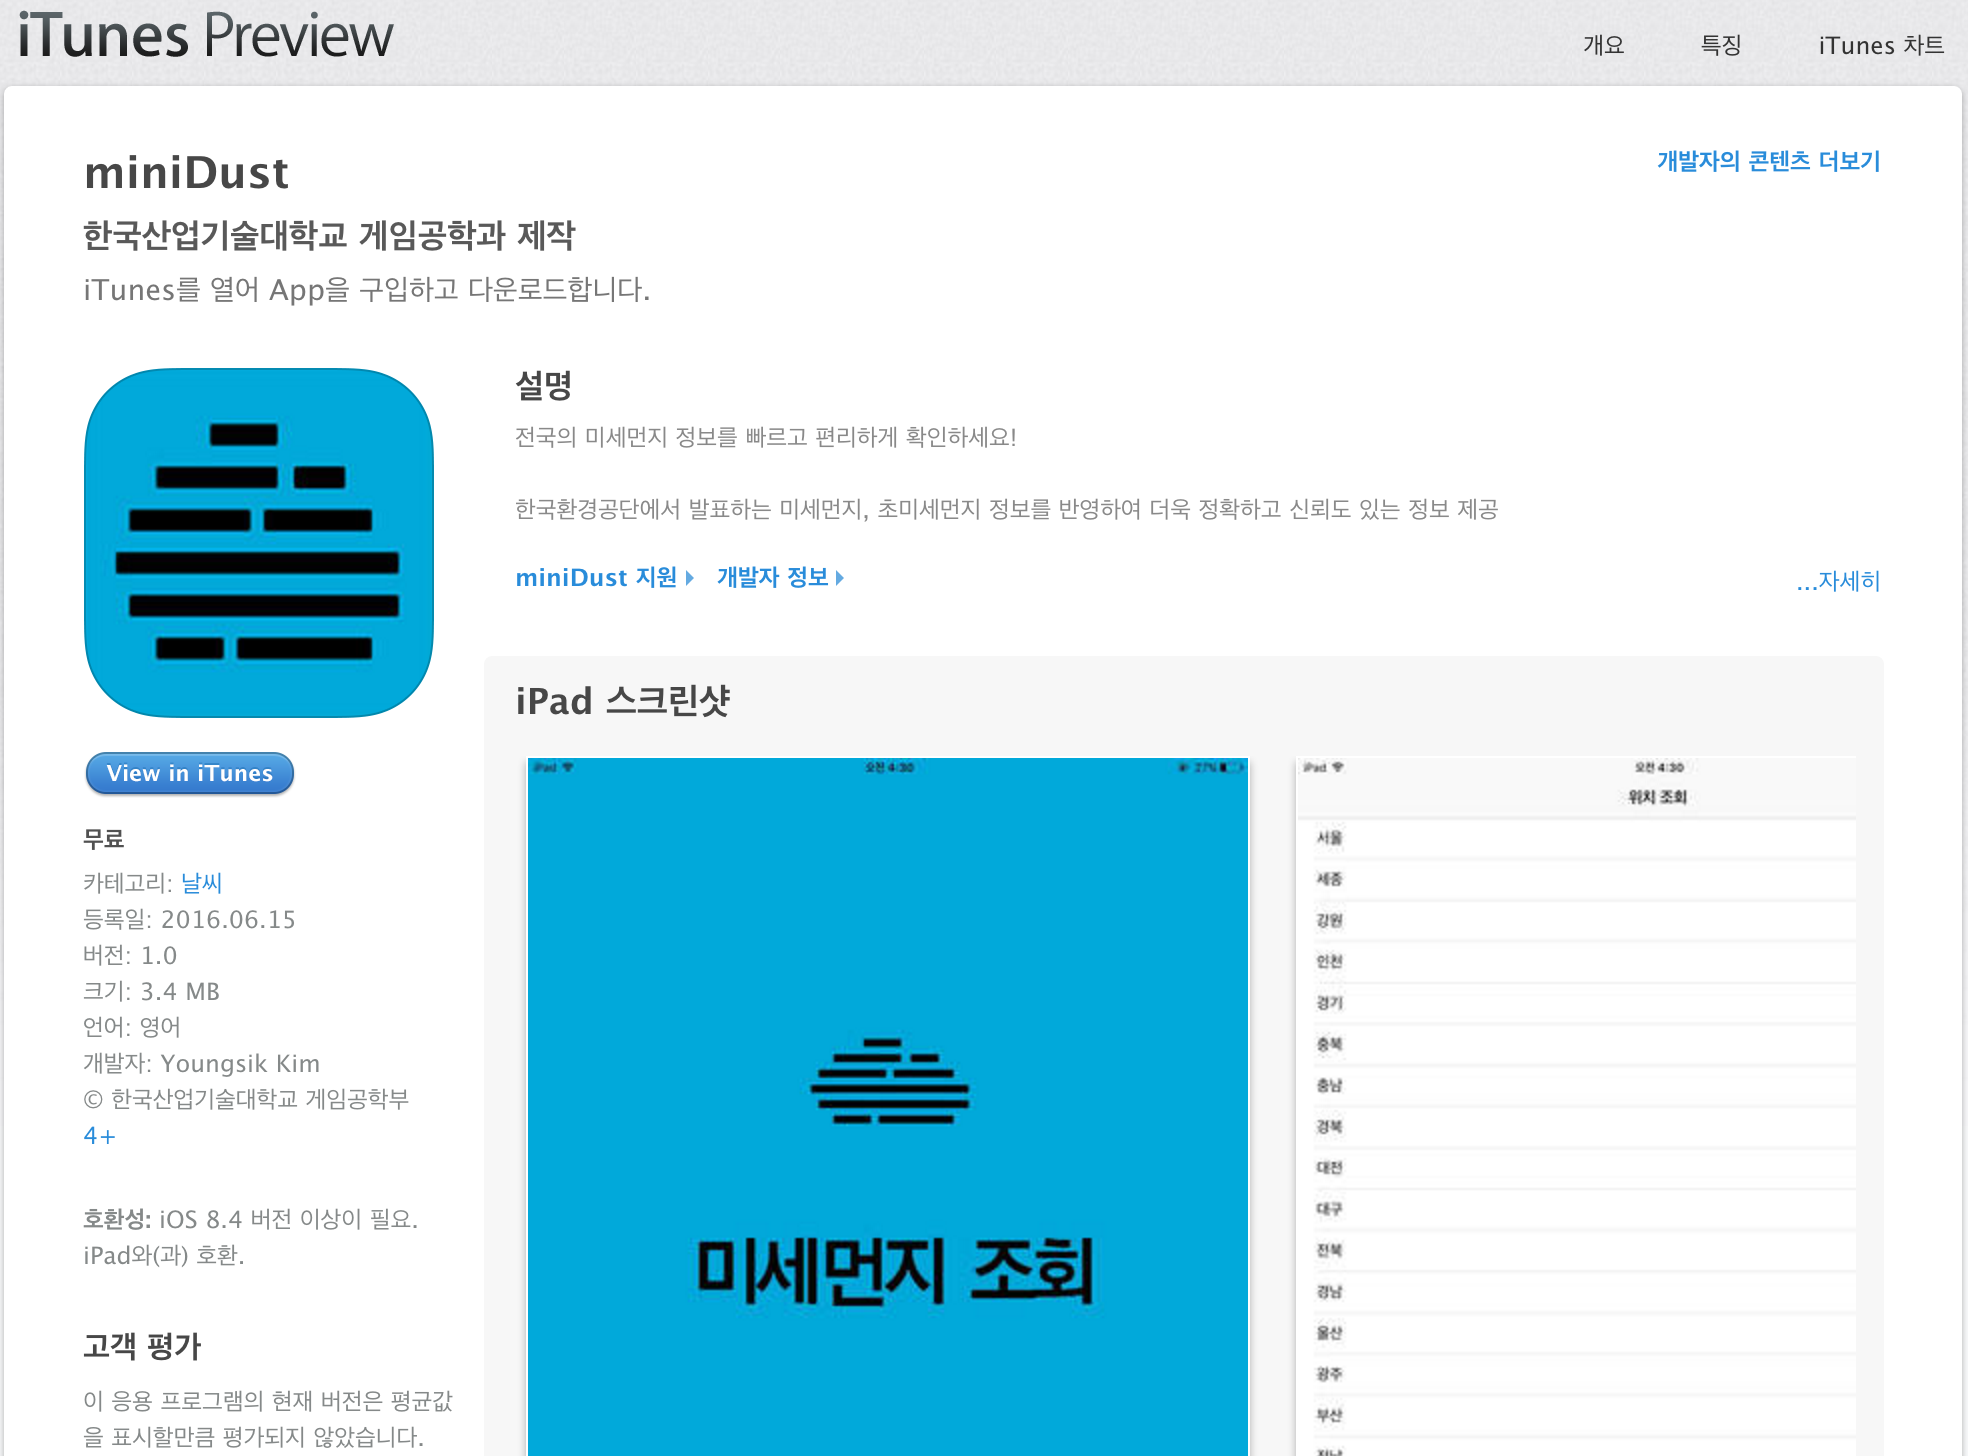 iTunes Preview
개요 특징 iTunes 차트
miniDust
개발자의 콘텐츠 더보기
한국산업기술대학교 게임공학과 제작
iTunes를 열어 App을 구입하고 다운로드합니다.
설명
전국의 미세먼지 정보를 빠르고 편리하게 확인하세요!
한국환경공단에서 발표하는 미세먼지, 초미세먼지 정보를 반영하여 더욱 정확하고 신뢰도 있는 정보 제공
miniDust 지원 개발자 정보
...자세히
View in iTunes
무료
카테고리: 날씨
등록일: 2016.06.15
버전: 1.0
크기: 3.4 MB
언어: 영어
개발자: Youngsik Kim
© 한국산업기술대학교 게임공학부
4+
호환성: iOS 8.4 버전 이상이 필요.
iPad와(과) 호환.
고객 평가
이 응용 프로그램의 현재 버전은 평균값
을 표시할만큼 평가되지 않았습니다.
iPad 스크린샷
iPad 오전 4:30 27%
미세먼지 조회
iPad 오전 4:30
위치 조회
서울
세종
강원
인천
경기
충북
충남
경북
대전
대구
전북
경남
울산
광주
부산
전남